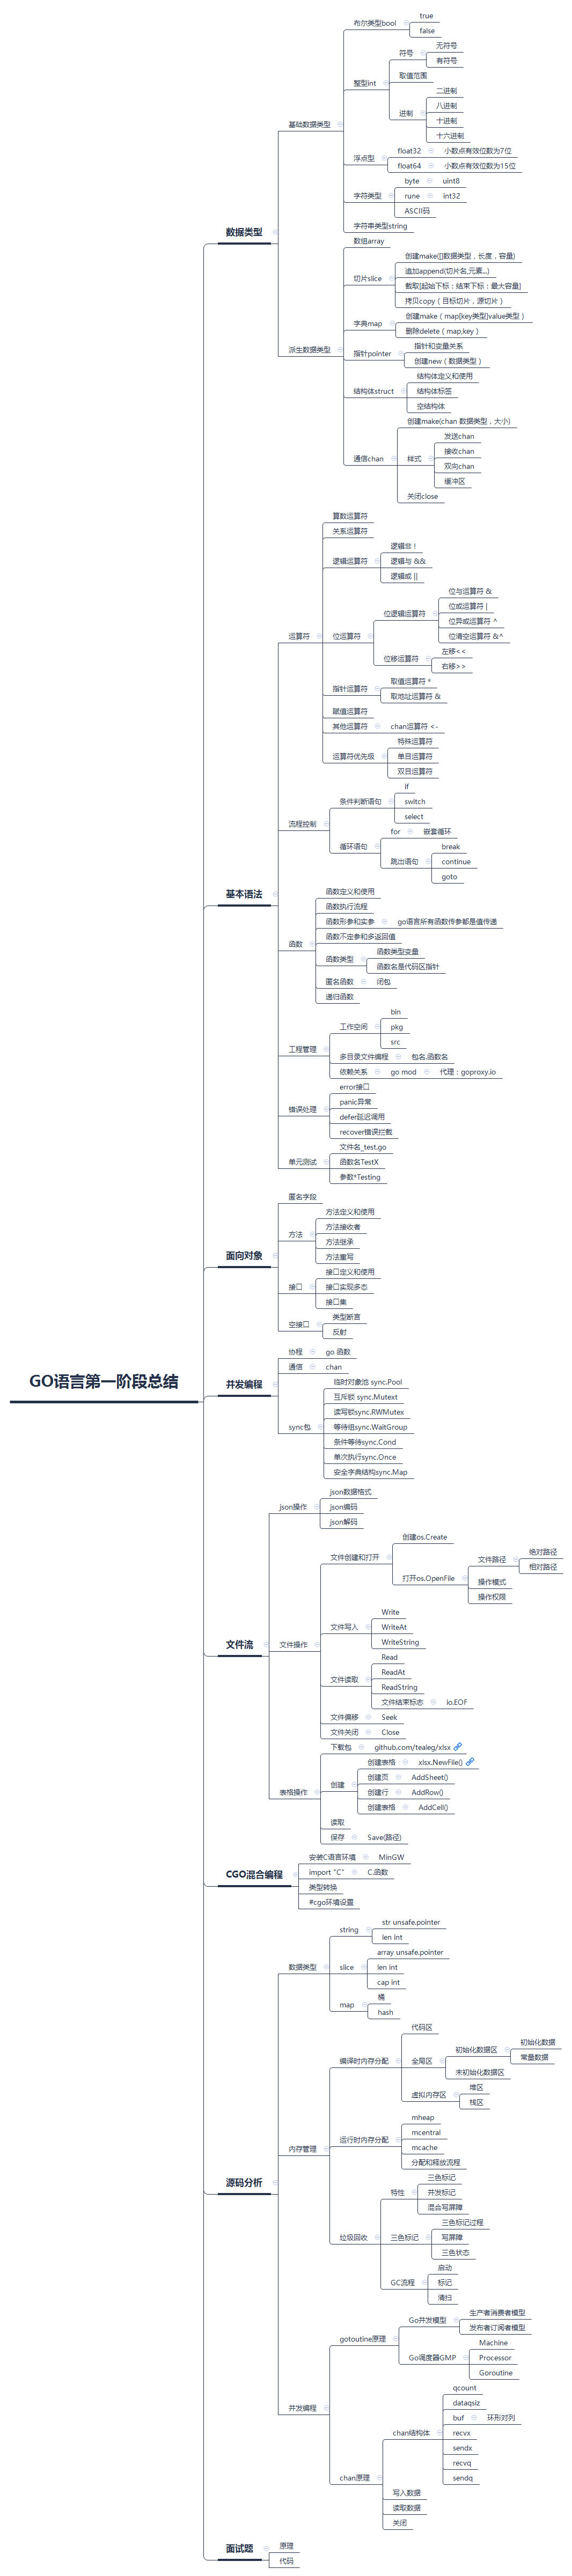 GO语言第一阶段总结
数据类型
基础数据类型
布尔类型bool
true
false
整型int
符号
无符号
有符号
取值范围
进制
二进制
八进制
十进制
十六进制
浮点型
float32
小数点有效位数为7位
float64
小数点有效位数为15位
字符类型
byte
uint8
rune
int32
ASCII码
字符串类型string
派生数据类型
数组array
切片slice
创建make([]数据类型，长度，容量)
追加append(切片名,元素...)
截取[起始下标：结束下标：最大容量]
拷贝copy（目标切片，源切片）
字典map
创建make（map[key类型]value类型）
删除delete（map,key）
指针pointer
指针和变量关系
创建new（数据类型）
结构体struct
结构体定义和使用
结构体标签
空结构体
通信chan
创建make(chan 数据类型，大小)
样式
发送chan
接收chan
双向chan
缓冲区
关闭close
基本语法
运算符
算数运算符
关系运算符
逻辑运算符
逻辑非 !
逻辑与 &&
逻辑或 ||
位运算符
位逻辑运算符
位与运算符 &
位或运算符 |
位异或运算符 ^
位清空运算符 &^
位移运算符
左移<<
右移>>
指针运算符
取值运算符 *
取地址运算符 &
赋值运算符
其他运算符
chan运算符 <-
运算符优先级
特殊运算符
单目运算符
双目运算符
流程控制
条件判断语句
if
switch
select
循环语句
for
嵌套循环
跳出语句
break
continue
goto
函数
函数定义和使用
函数执行流程
函数形参和实参
go语言所有函数传参都是值传递
函数不定参和多返回值
函数类型
函数类型变量
函数名是代码区指针
匿名函数
闭包
递归函数
工程管理
工作空间
bin
pkg
src
多目录文件编程
包名.函数名
依赖关系
go mod
代理：goproxy.io
错误处理
error接口
panic异常
defer延迟调用
recover错误拦截
单元测试
文件名_test.go
函数名TestX
参数*Testing
面向对象
匿名字段
方法
方法定义和使用
方法接收者
方法继承
方法重写
接口
接口定义和使用
接口实现多态
接口集
空接口
类型断言
反射
并发编程
协程
go 函数
通信
chan
sync包
临时对象池 sync.Pool
互斥锁 sync.Mutext
读写锁sync.RWMutex
等待组sync.WaitGroup
条件等待sync.Cond
单次执行sync.Once
安全字典结构sync.Map
文件流
json操作
json数据格式
json编码
json解码
文件操作
文件创建和打开
创建os.Create
打开os.OpenFile
文件路径
绝对路径
相对路径
操作模式
操作权限
文件写入
Write
WriteAt
WriteString
文件读取
Read
ReadAt
ReadString
文件结束标志
io.EOF
文件偏移
Seek
文件关闭
Close
表格操作
下载包
github.com/tealeg/xlsx
创建
创建表格
xlsx.NewFile()
创建页
AddSheet()
创建行
AddRow()
创建表格
AddCell()
读取
保存
Save(路径)
CGO混合编程
安装C语言环境
MinGW
import "C"
C.函数
类型转换
#cgo环境设置
源码分析
数据类型
string
str unsafe.pointer
len int
slice
array unsafe.pointer
len int
cap int
map
桶
hash
内存管理
编译时内存分配
代码区
全局区
初始化数据区
初始化数据
常量数据
未初始化数据区
虚拟内存区
堆区
栈区
运行时内存分配
mheap
mcentral
mcache
分配和释放流程
垃圾回收
特性
三色标记
并发标记
混合写屏障
三色标记
三色标记过程
写屏障
三色状态
GC流程
启动
标记
清扫
并发编程
gotoutine原理
Go并发模型
生产者消费者模型
发布者订阅者模型
Go调度器GMP
Machine
Processor
Goroutine
chan原理
chan结构体
qcount
dataqsiz
buf
环形对列
recvx
sendx
recvq
sendq
写入数据
读取数据
关闭
面试题
原理
代码